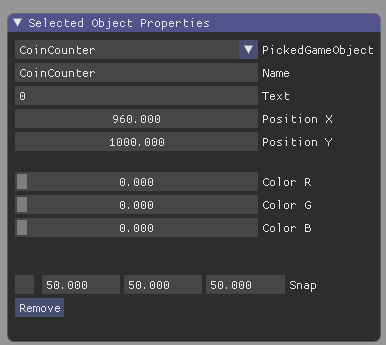 Selected Object Properties
CoinCounter PickedGameObject
CoinCounter Name
0 Text
960.000 Position X
1000.000 Position Y
0.000 Color R
0.000 Color G
0.000 Color B
50.000 50.000 50.000 Snap
Remove